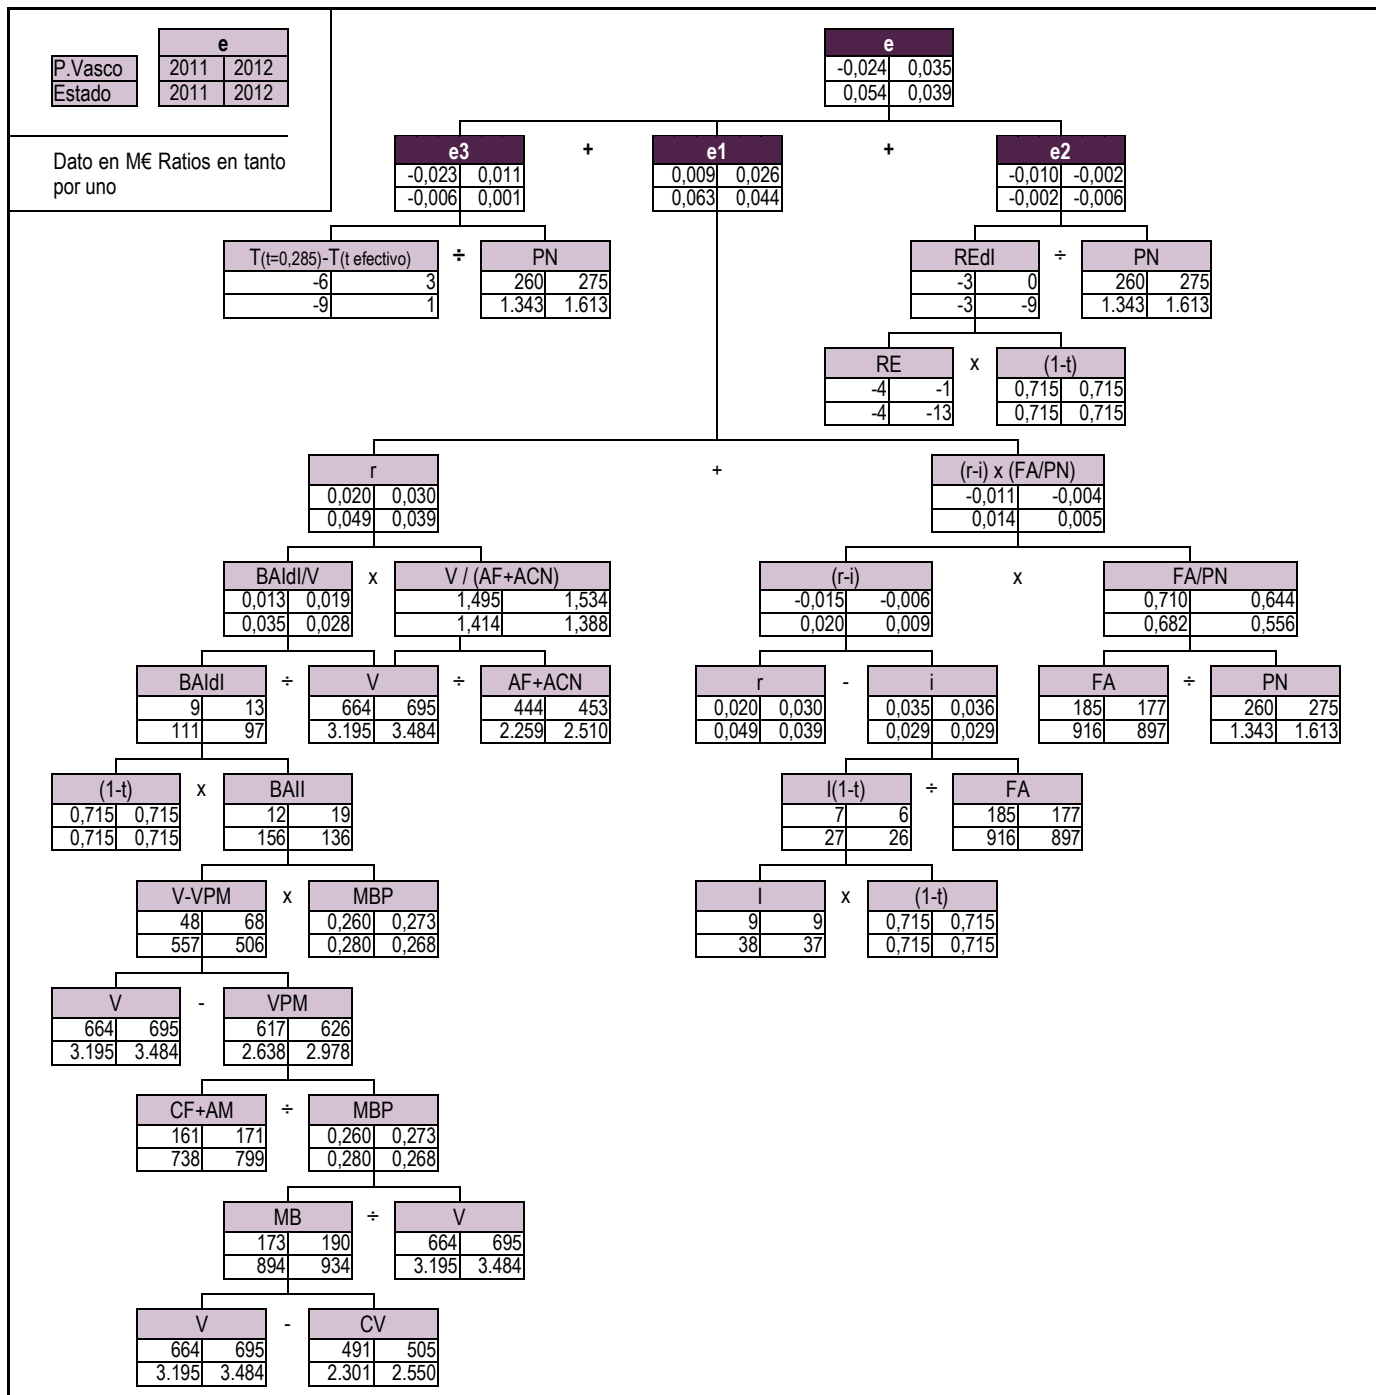 e
P.Vasco 2011 2012
Estado 2011 2012
Dato en M€ Ratios en tanto
por uno
e
-0,024 0,035
0,054 0,039
e3 + e1 + e2
-0,023 0,011 0,009 0,026 -0,010 -0,002
-0,006 0,001 0,063 0,044 -0,002 -0,006
T(t=0,285)-T(t efectivo) ÷ PN REdI ÷ PN
-6 3 260 275 -3 0 260 275
-9 1 1.343 1.613 -3 -9 1.343 1.613
RE x (1-t)
-4 -1 0,715 0,715
-4 -13 0,715 0,715
r + (r-i) x (FA/PN)
0,020 0,030 -0,011 -0,004
0,049 0,039 0,014 0,005
BAIdI/V x V / (AF+ACN) (r-i) x FA/PN
0,013 0,019 1,495 1,534 -0,015 -0,006 0,710 0,644
0,035 0,028 1,414 1,388 0,020 0,009 0,682 0,556
BAIdI ÷ V ÷ AF+ACN r - i FA ÷ PN
9 13 664 695 444 453 0,020 0,030 0,035 0,036 185 177 260 275
111 97 3.195 3.484 2.259 2.510 0,049 0,039 0,029 0,029 916 897 1.343 1.613
(1-t) x BAII I(1-t) ÷ FA
0,715 0,715 12 19 7 6 185 177
0,715 0,715 156 136 27 26 916 897
V-VPM x MBP I x (1-t)
48 68 0,260 0,273 9 9 0,715 0,715
557 506 0,280 0,268 38 37 0,715 0,715
V - VPM
664 695 617 626
3.195 3.484 2.638 2.978
CF+AM ÷ MBP
161 171 0,260 0,273
738 799 0,280 0,268
MB ÷ V
173 190 664 695
894 934 3.195 3.484
V - CV
664 695 491 505
3.195 3.484 2.301 2.550